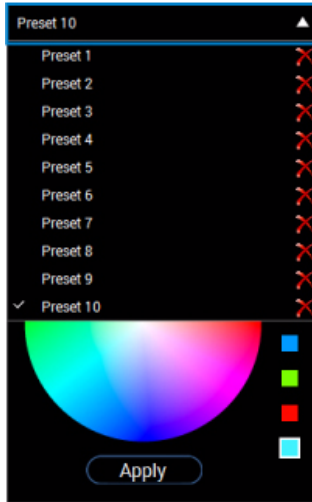 Preset 10
Preset 1
Preset 2
Preset 3
Preset 4
Preset 5
Preset 6
Preset 7
Preset 8
Preset 9
Preset 10
Apply